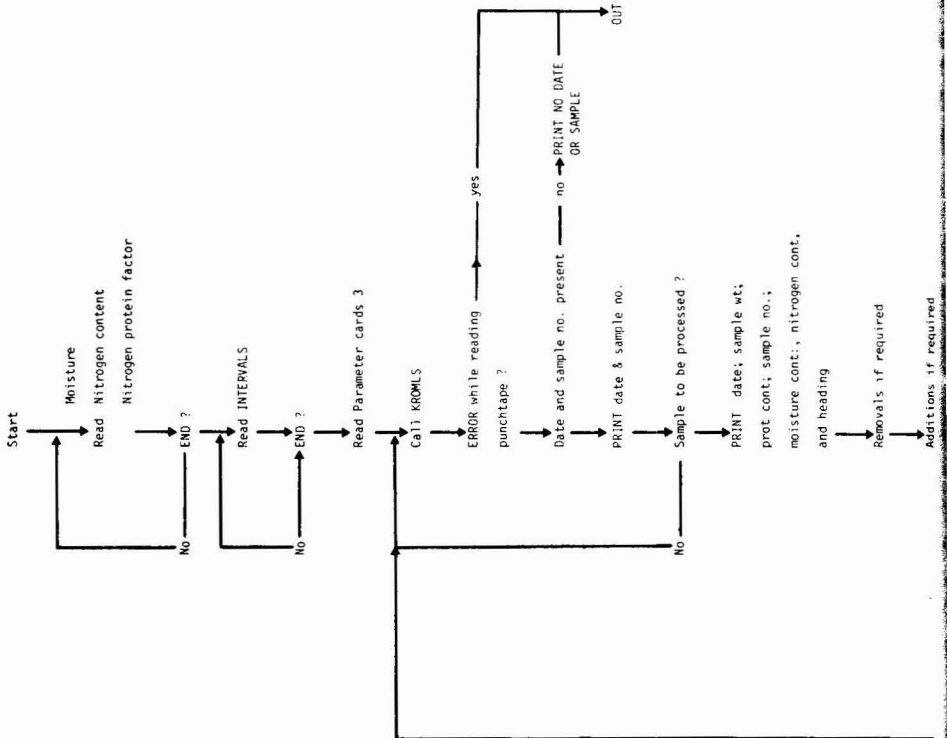 Start
Moisture
Read Nitrogen content
Nitrogen protein factor
No
END ?
Read INTERVALS
No
END ?
Read Parameter cards 3
Call KROMLS
ERROR while reading
punchtape ?
yes
Date and sample no. present
no
PRINT NO DATE
OR SAMPLE
OUT
PRINT date & sample no.
Sample to be processed ?
No
PRINT date; sample wt;
prot cont; sample no.;
moisture cont:, nitrogen cont,
and heading
Removals if required
Additions if required